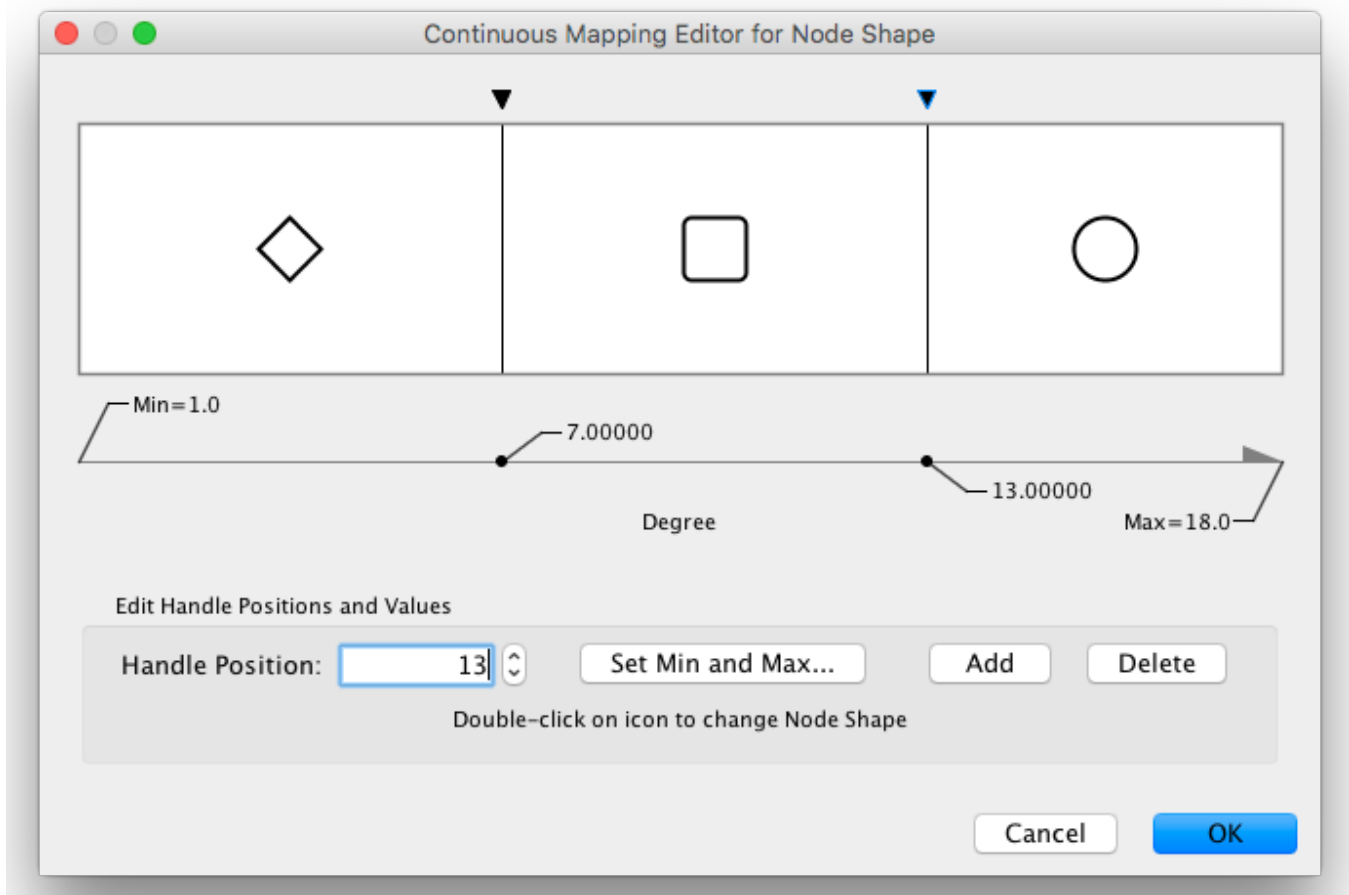 Continuous Mapping Editor for Node Shape
Min=1.0
7.00000
13.00000
Degree
Max=18.0
Edit Handle Positions and Values
Handle Position: 13 Set Min and Max... Add Delete
Double-click on icon to change Node Shape
Cancel OK